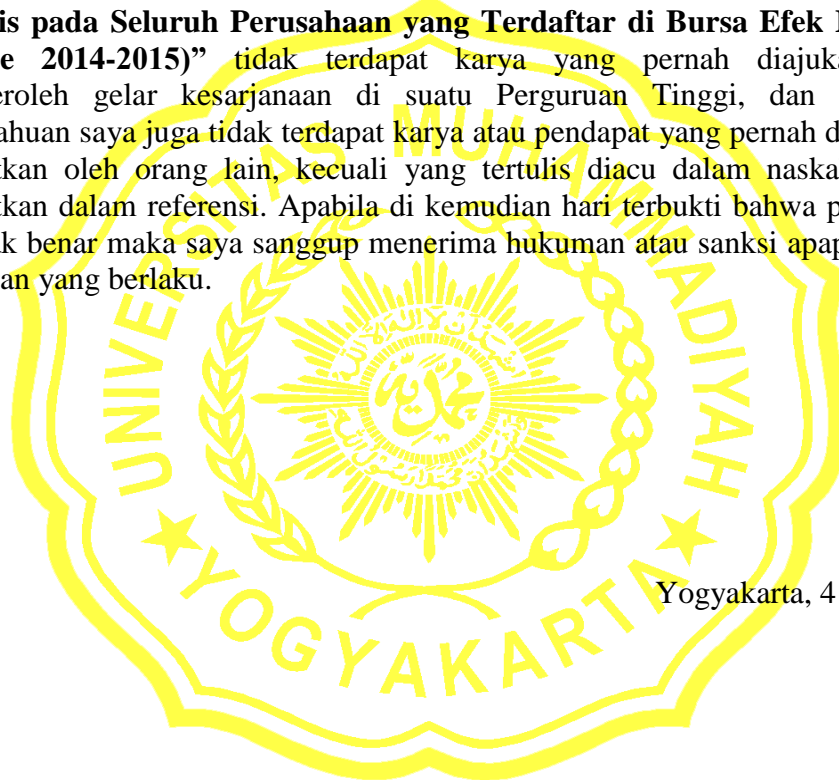 is pada Seluruh Perusahaan yang Terdaftar di Bursa Efek
e 2014-2015)” tidak terdapat karya yang pernah diajuka
eroleh gelar kesarjanaan di suatu Perguruan Tinggi, dan
ahuan saya juga tidak terdapat karya atau pendapat yang pernah d
tkan oleh orang lain, kecuali yang tertulis diacu dalam naska
tkan dalam referensi. Apabila di kemudian hari terbukti bahwa p
ak benar maka saya sanggup menerima hukuman atau sanksi apap
an yang berlaku.
UNIVERSITAS MUHAMMADIYAH
YOGYAKARTA
Yogyakarta, 4